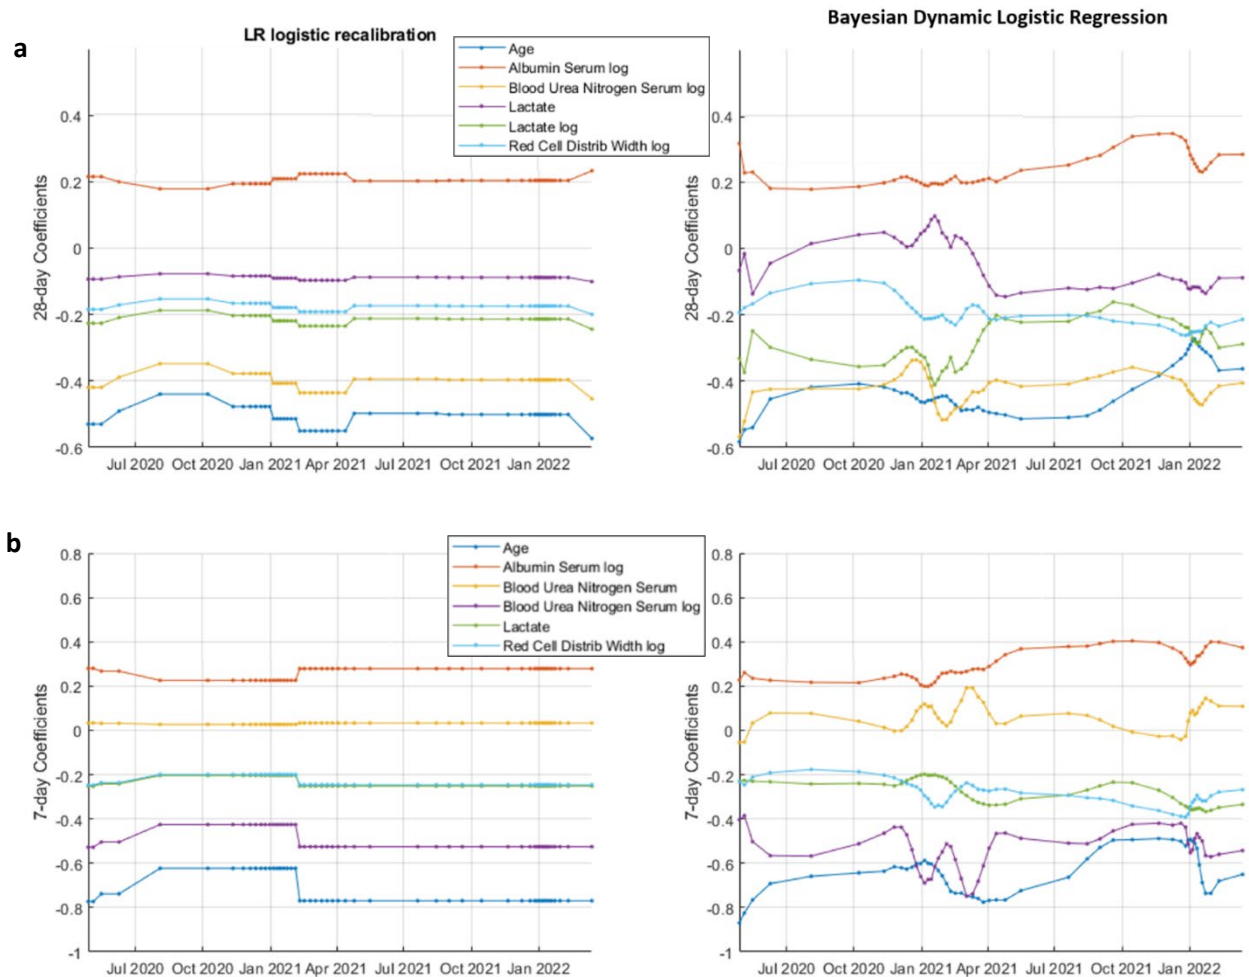 Bayesian Dynamic Logistic Regression
a
LR logistic recalibration
Age
Albumin Serum log
Blood Urea Nitrogen Serum log
Lactate
Lactate log
Red Cell Distrib Width log
28-day Coefficients
0.4
0.2
0
-0.2
-0.4
-0.6
Jul 2020 Oct 2020 Jan 2021 Apr 2021 Jul 2021 Oct 2021 Jan 2022
28-day Coefficients
0.4
0.2
0
-0.2
-0.4
-0.6
Jul 2020 Oct 2020 Jan 2021 Apr 2021 Jul 2021 Oct 2021 Jan 2022
b
Age
Albumin Serum log
Blood Urea Nitrogen Serum
Blood Urea Nitrogen Serum log
Lactate
Red Cell Distrib Width log
7-day Coefficients
0.8
0.6
0.4
0.2
0
-0.2
-0.4
-0.6
-0.8
-1
Jul 2020 Oct 2020 Jan 2021 Apr 2021 Jul 2021 Oct 2021 Jan 2022
7-day Coefficients
0.8
0.6
0.4
0.2
0
-0.2
-0.4
-0.6
-0.8
-1
Jul 2020 Oct 2020 Jan 2021 Apr 2021 Jul 2021 Oct 2021 Jan 2022